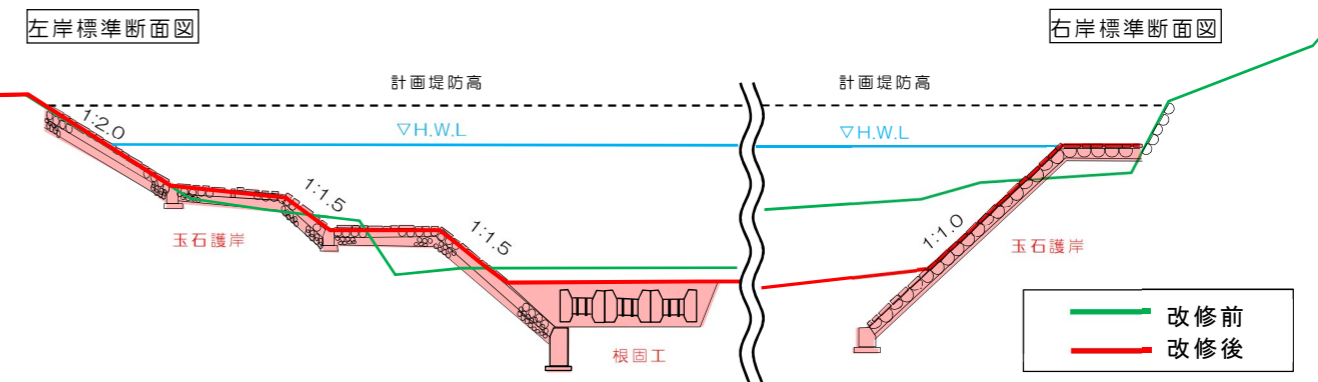 左岸標準断面図
右岸標準断面図
計画堤防高
計画堤防高
1:2.0
▽H.W.L
▽H.W.L
1:1.5
1:1.5
1:1.0
玉石護岸
玉石護岸
根固工
改修前
改修後